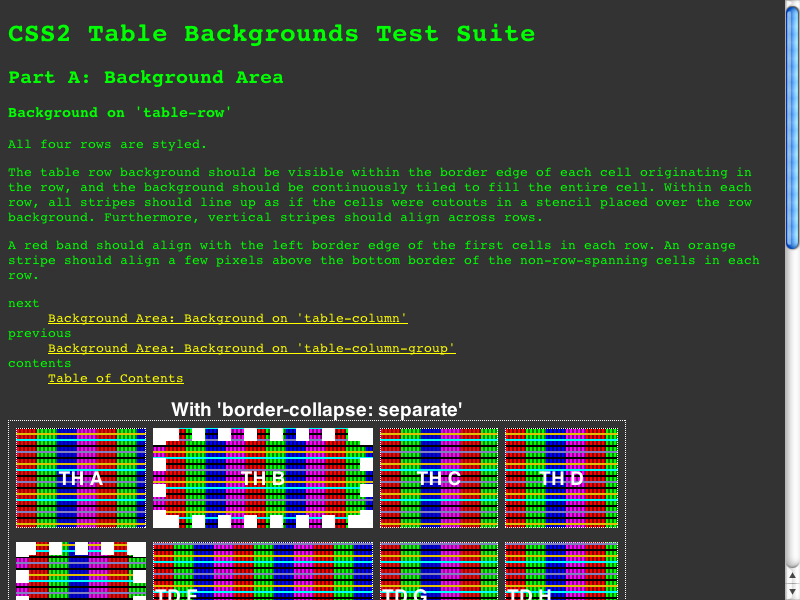 CSS2 Table Backgrounds Test Suite
Part A: Background Area
Background on 'table-row'
All four rows are styled.
The table row background should be visible within the border edge of each cell originating in
the row, and the background should be continuously tiled to fill the entire cell. Within each
row, all stripes should line up as if the cells were cutouts in a stencil placed over the row
background. Furthermore, vertical stripes should align across rows.
A red band should align with the left border edge of the first cells in each row. An orange
stripe should align a few pixels above the bottom border of the non-row-spanning cells in each
row.
next
Background Area: Background on 'table-column'
previous
Background Area: Background on 'table-column-group'
contents
Table of Contents
With 'border-collapse: separate'
TH A TH B TH C TH D
TD F TD G TD H